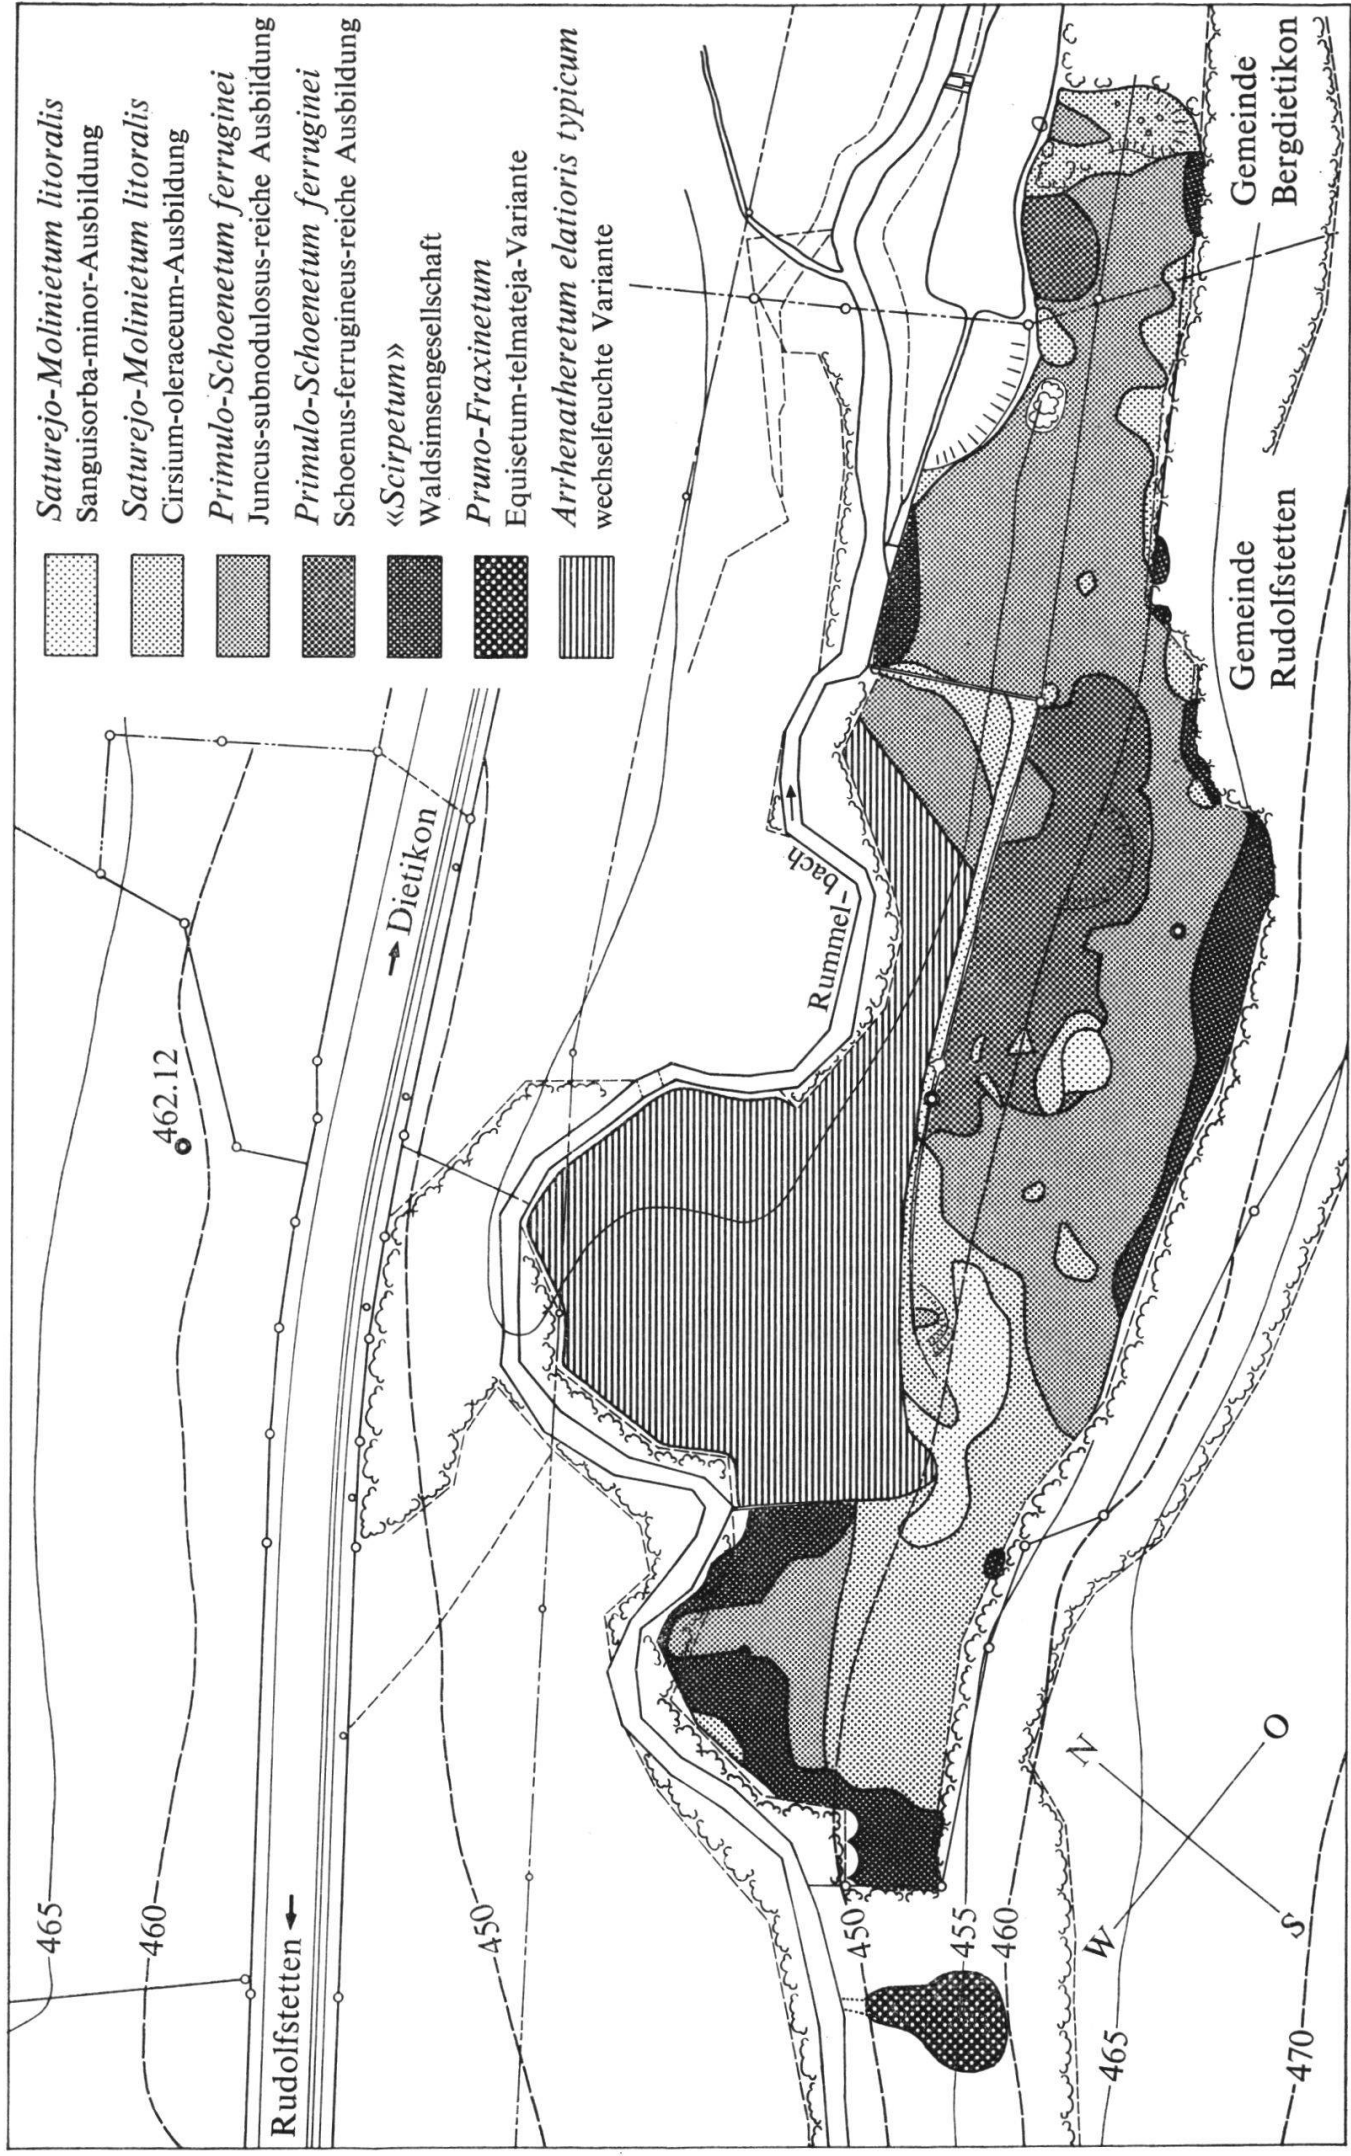 Saturejo-Molinietum litoralis
Sanguisorba-minor-Ausbildung
Saturejo-Molinietum litoralis
Cirsium-oleraceum-Ausbildung
Primulo-Schoenetum ferruginei
Juncus-subnodulosus-reiche Ausbildung
Primulo-Schoenetum ferruginei
Schoenus-ferrugineus-reiche Ausbildung
«Scirpetum»
Waldsimsengesellschaft
Pruno-Fraxinetum
Equisetum-telmateja-Variante
Arrhenatheretum elatioris typicum
wechselfeuchte Variante
465
460
Rudolfstetten
450
462.12
Dietikon
Rummel-
bach
450
455
460
465
470
W
N
S
O
Gemeinde
Rudolfstetten
Gemeinde
Bergdietikon